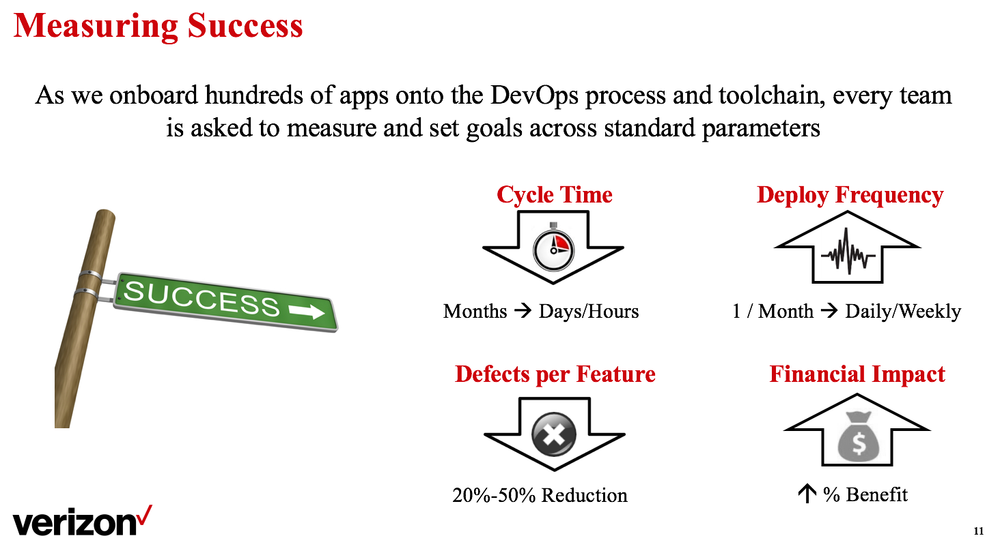 Measuring Success
As we onboard hundreds of apps onto the DevOps process and toolchain, every team
is asked to measure and set goals across standard parameters
SUCCESS →
Cycle Time
Months → Days/Hours
Deploy Frequency
1 / Month → Daily/Weekly
Defects per Feature
20%-50% Reduction
Financial Impact
$
↑ % Benefit
verizon✓
11